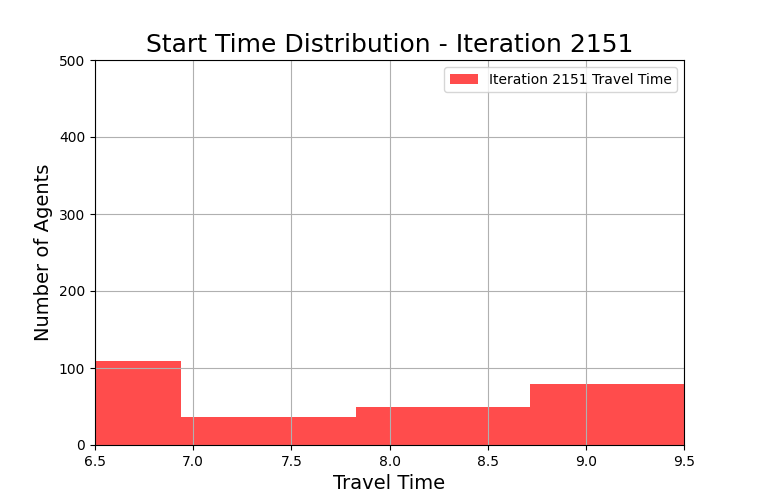 Start Time Distribution - Iteration 2151
Iteration 2151 Travel Time
Number of Agents
500
400
300
200
100
0
6.5 7.0 7.5 8.0 8.5 9.0 9.5
Travel Time